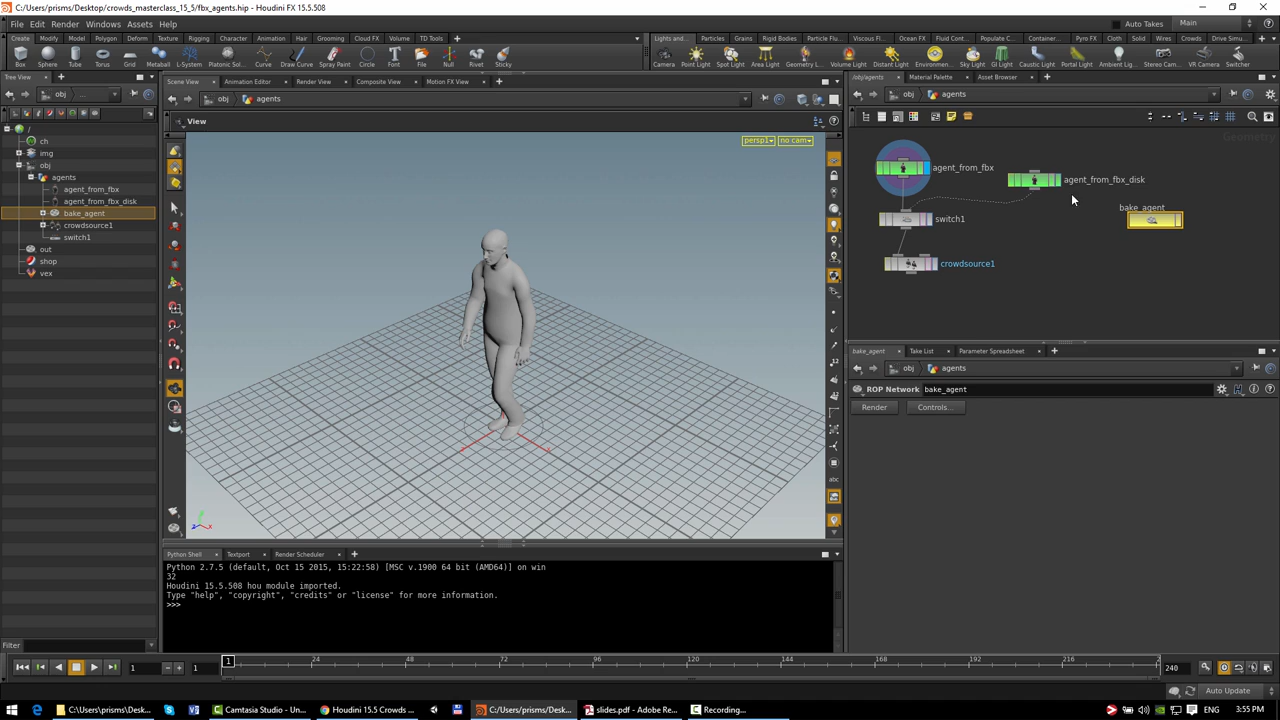 C:/Users/prisms/Desktop/crowds_masterclass_15_5/fbx_agents.hip - Houdini FX 15.5.508
File Edit Render Windows Assets Help
Auto Takes Main
Create Modify Model Polygon Deform Texture Rigging Character Animation Hair Grooming Cloud FX Volume TD Tools
Lights and... Particles Grains Rigid Bodies Particle Flu... Viscous Fl... Ocean FX Fluid Cont... Populate C... Container... Pyro FX Cloth Solid Wires Crowds Drive Simu...
Box Sphere Tube Torus Grid Metaball L-System Platonic Sol... Curve Draw Curve Spray Paint Circle Font Null Rivet Sticky
Camera Point Light Spot Light Area Light Geometry L... Volume Light Distant Light Environmen... Sky Light GI Light Caustic Light Portal Light Ambient Lig... Stereo Cam... VR Camera Switcher
Tree View
Scene View Animation Editor Render View Composite View Motion FX View
/obj/agents Material Palette Asset Browser
obj ...
obj agents
obj agents
View
persp1 no cam
Geometry
/
ch
img
obj
agents
agent_from_fbx
agent_from_fbx_disk
bake_agent
crowdsource1
switch1
out
shop
vex
agent_from_fbx
agent_from_fbx_disk
bake_agent
switch1
crowdsource1
bake_agent Take List Parameter Spreadsheet
obj agents
ROP Network bake_agent
Render Controls...
abc
Python Shell Textport Render Scheduler
Python 2.7.5 (default, Oct 15 2015, 15:22:58) [MSC v.1900 64 bit (AMD64)] on win
32
Houdini 15.5.508 hou module imported.
Type "help", "copyright", "credits" or "license" for more information.
>>>
Filter
1 1 1 24 48 72 96 120 144 168 192 216 2 240
Auto Update
C:\Users\prisms\Desk... Camtasia Studio - Un... Houdini 15.5 Crowds ... C:/Users/prisms/Desk... slides.pdf - Adobe Re... Recording... ENG 3:55 PM